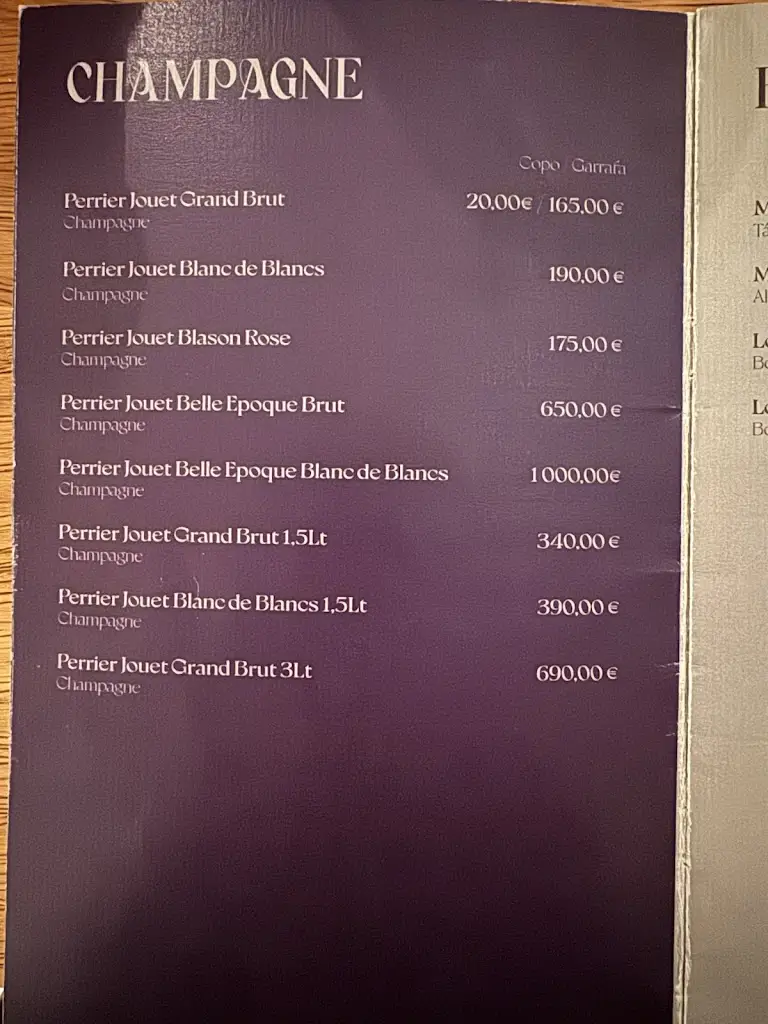 CHAMPAGNE
Copo Garrafa
Perrier Jouet Grand Brut 20,00€ / 165,00 €
Champagne
Perrier Jouet Blanc de Blancs 190,00 €
Champagne
Perrier Jouet Blason Rose 175,00 €
Champagne
Perrier Jouet Belle Epoque Brut 650,00 €
Champagne
Perrier Jouet Belle Epoque Blanc de Blancs 1 000,00€
Champagne
Perrier Jouet Grand Brut 1,5Lt 340,00 €
Champagne
Perrier Jouet Blanc de Blancs 1,5Lt 390,00 €
Champagne
Perrier Jouet Grand Brut 3Lt 690,00 €
Champagne